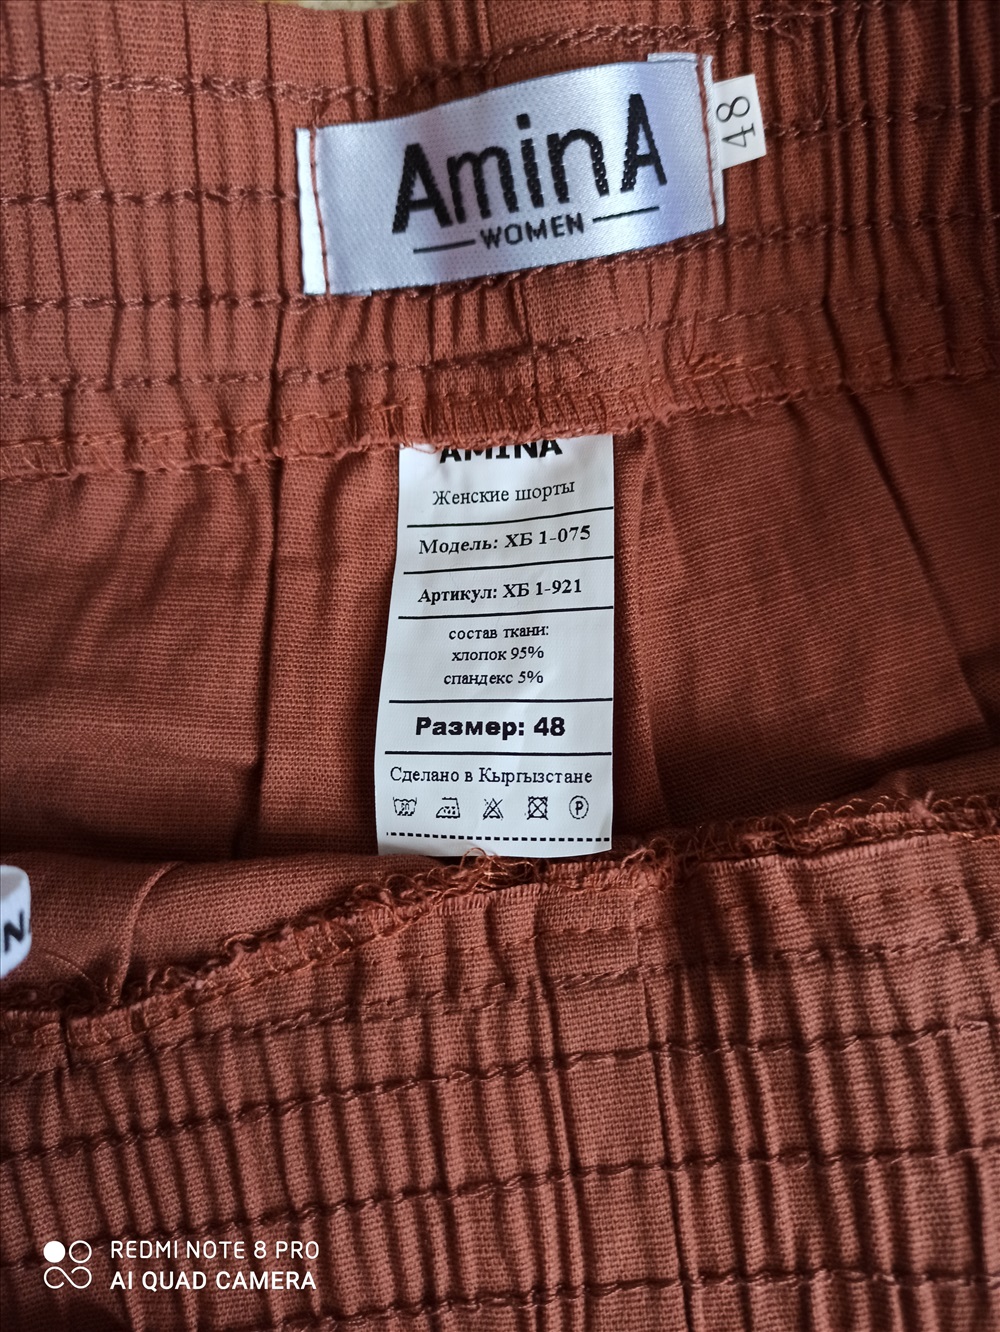 AminA
WOMEN
48
AMINA
Женские шорты
Модель: ХБ 1-075
Артикул: ХБ 1-921
состав ткани:
хлопок 95%
спандекс 5%
Размер: 48
Сделано в Кыргызстане
P
N
REDMI NOTE 8 PRO
AI QUAD CAMERA